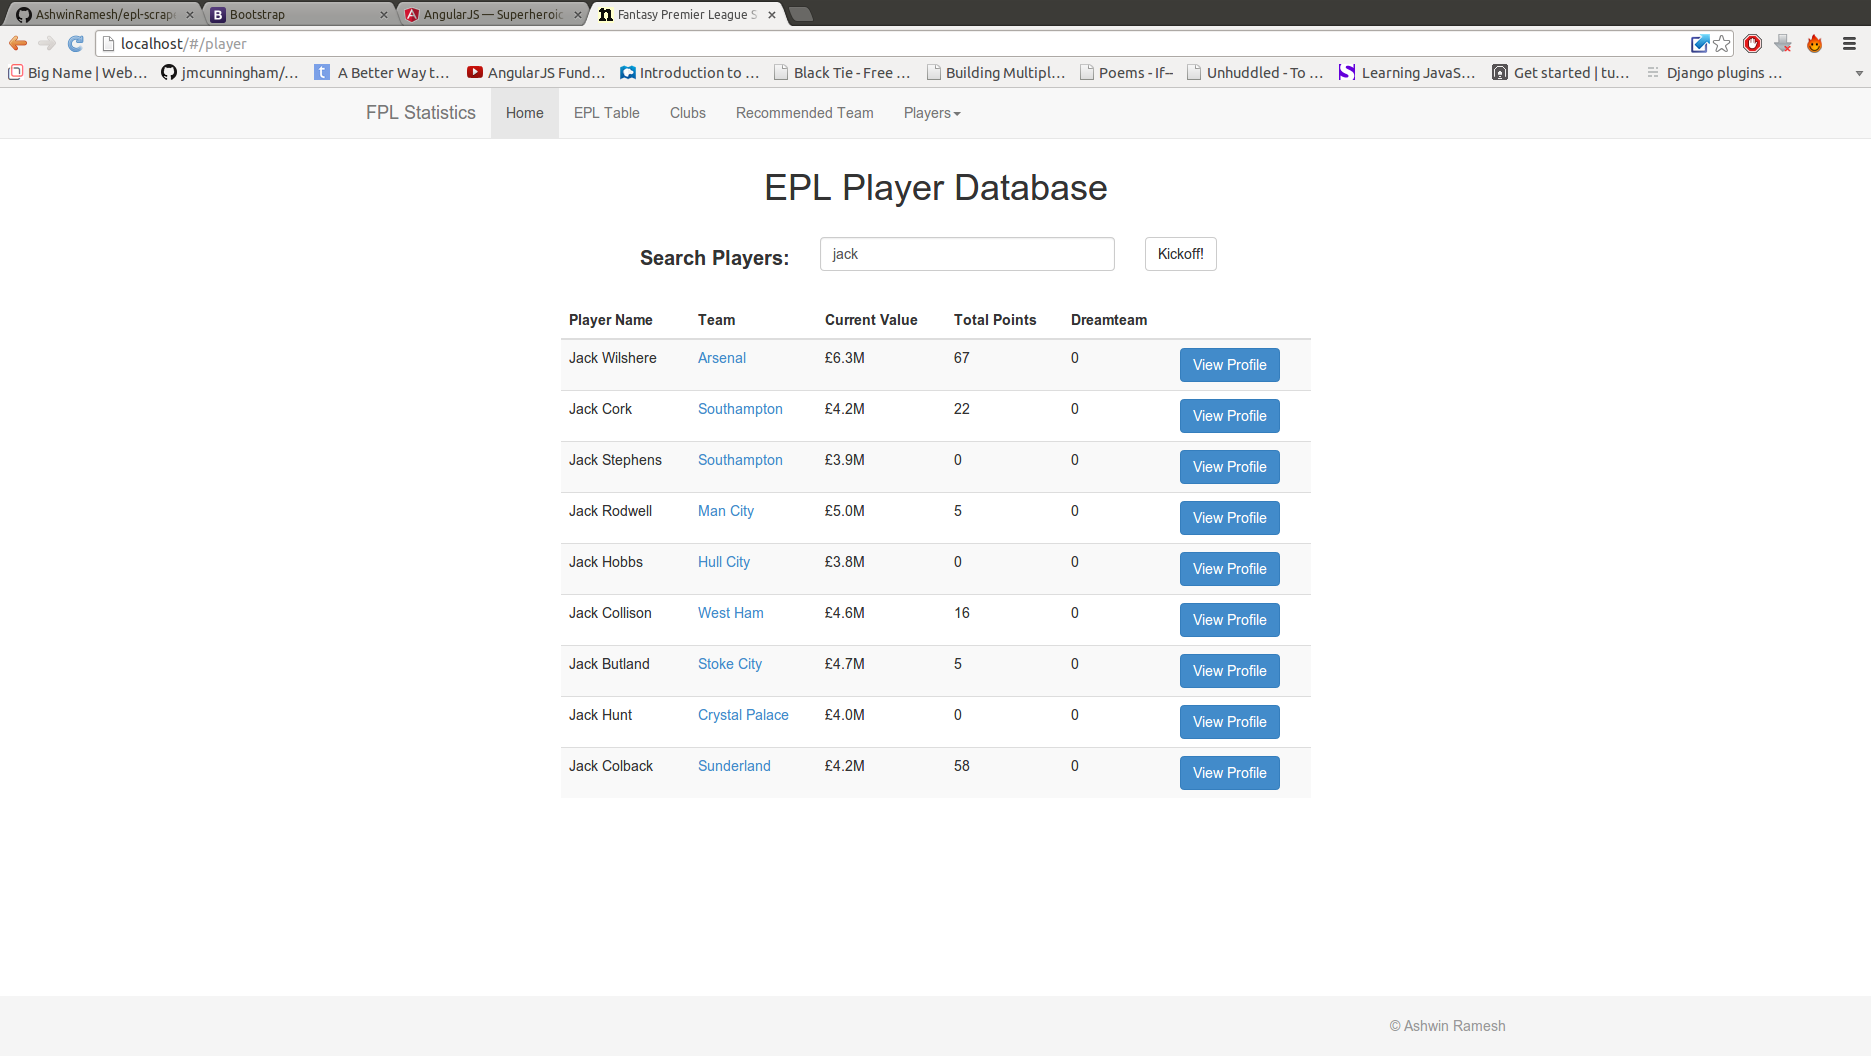 AshwinRamesh/epl-scrape
Bootstrap
AngularJS — Superheroic
Fantasy Premier League S
localhost/#/player
Big Name | Web...
jmcunningham/...
A Better Way t...
AngularJS Fund...
Introduction to ...
Black Tie - Free ...
Building Multipl...
Poems - If--
Unhuddled - To ...
Learning JavaS...
Get started | tu...
Django plugins ...
FPL Statistics
Home
EPL Table
Clubs
Recommended Team
Players
EPL Player Database
Search Players: jack Kickoff!
Player Name Team Current Value Total Points Dreamteam
Jack Wilshere Arsenal £6.3M 67 0 View Profile
Jack Cork Southampton £4.2M 22 0 View Profile
Jack Stephens Southampton £3.9M 0 0 View Profile
Jack Rodwell Man City £5.0M 5 0 View Profile
Jack Hobbs Hull City £3.8M 0 0 View Profile
Jack Collison West Ham £4.6M 16 0 View Profile
Jack Butland Stoke City £4.7M 5 0 View Profile
Jack Hunt Crystal Palace £4.0M 0 0 View Profile
Jack Colback Sunderland £4.2M 58 0 View Profile
© Ashwin Ramesh